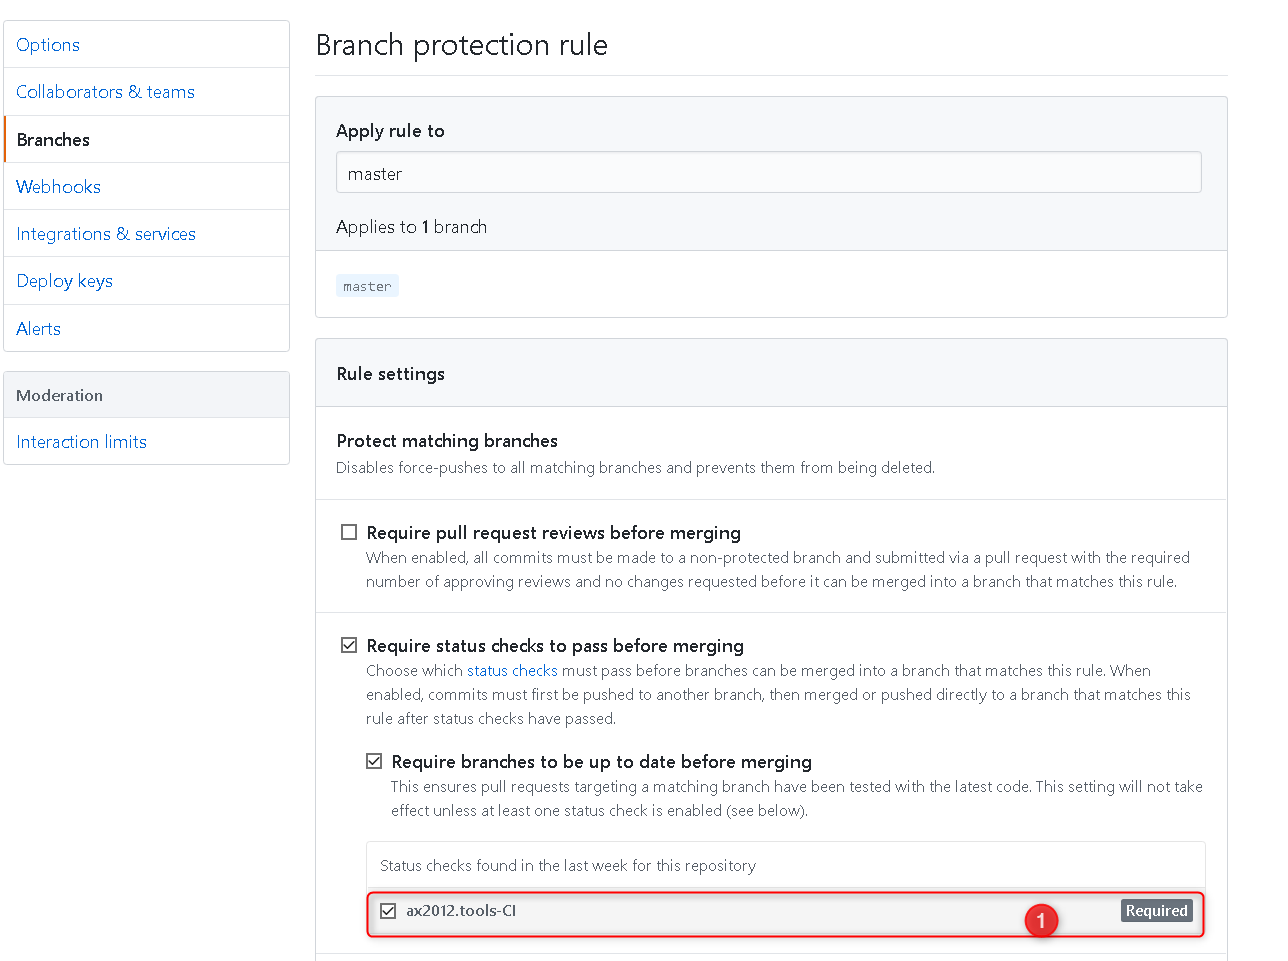 Options
Collaborators & teams
Branches
Webhooks
Integrations & services
Deploy keys
Alerts
Moderation
Interaction limits
Branch protection rule
Apply rule to
master
Applies to 1 branch
master
Rule settings
Protect matching branches
Disables force-pushes to all matching branches and prevents them from being deleted.
Require pull request reviews before merging
When enabled, all commits must be made to a non-protected branch and submitted via a pull request with the required
number of approving reviews and no changes requested before it can be merged into a branch that matches this rule.
Require status checks to pass before merging
Choose which status checks must pass before branches can be merged into a branch that matches this rule. When
enabled, commits must first be pushed to another branch, then merged or pushed directly to a branch that matches this
rule after status checks have passed.
Require branches to be up to date before merging
This ensures pull requests targeting a matching branch have been tested with the latest code. This setting will not take
effect unless at least one status check is enabled (see below).
Status checks found in the last week for this repository
ax2012.tools-CI 1 Required